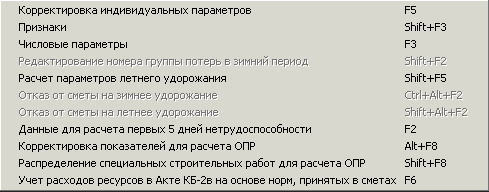 Корректировка индивидуальных параметров F5
Признаки Shift+F3
Числовые параметры F3
Редактирование номера группы потерь в зимний период Shift+F2
Расчет параметров летнего удорожания Shift+F5
Отказ от сметы на зимнее удорожание Ctrl+Alt+F2
Отказ от сметы на летнее удорожание Shift+Alt+F2
Данные для расчета первых 5 дней нетрудоспособности F2
Корректировка показателей для расчета ОПР Alt+F8
Распределение специальных строительных работ для расчета ОПР Shift+F8
Учет расходов ресурсов в Акте КБ-2в на основе норм, принятых в сметах F6